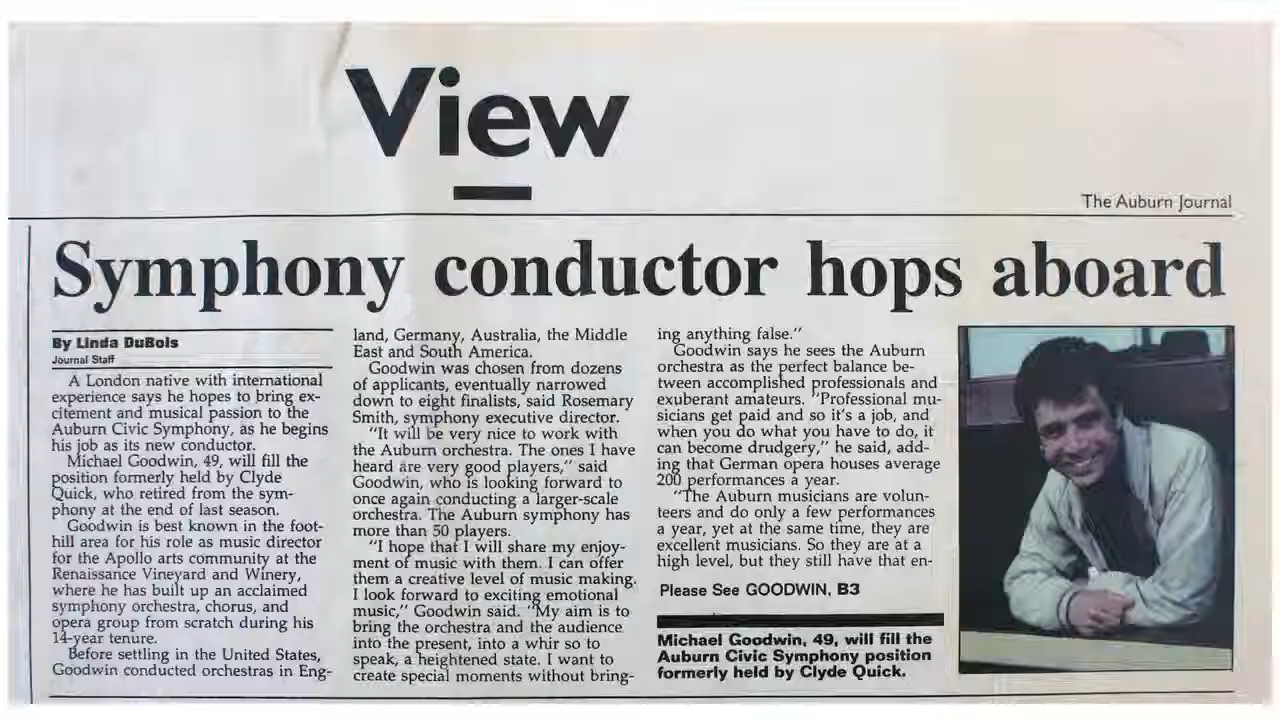 View
The Auburn Journal
Symphony conductor hops aboard
By Linda DuBois
Journal Staff
A London native with international
experience says he hopes to bring ex-
citement and musical passion to the
Auburn Civic Symphony, as he begins
his job as its new conductor.
Michael Goodwin, 49, will fill the
position formerly held by Clyde
Quick, who retired from the sym-
phony at the end of last season.
Goodwin is best known in the foot-
hill area for his role as music director
for the Apollo arts community at the
Renaissance Vineyard and Winery,
where he has built up an acclaimed
symphony orchestra, chorus, and
opera group from scratch during his
14-year tenure.
Before settling in the United States,
Goodwin conducted orchestras in Eng-
land, Germany, Australia, the Middle
East and South America.
Goodwin was chosen from dozens
of applicants, eventually narrowed
down to eight finalists, said Rosemary
Smith, symphony executive director.
"It will be very nice to work with
the Auburn orchestra. The ones I have
heard are very good players," said
Goodwin, who is looking forward to
once again conducting a larger-scale
orchestra. The Auburn symphony has
more than 50 players.
"I hope that I will share my enjoy-
ment of music with them. I can offer
them a creative level of music making.
I look forward to exciting emotional
music," Goodwin said. "My aim is to
bring the orchestra and the audience
into the present, into a whir so to
speak, a heightened state. I want to
create special moments without bring-
ing anything false."
Goodwin says he sees the Auburn
orchestra as the perfect balance be-
tween accomplished professionals and
exuberant amateurs. "Professional mu-
sicians get paid and so it's a job, and
when you do what you have to do, it
can become drudgery," he said, add-
ing that German opera houses average
200 performances a year.
"The Auburn musicians are volun-
teers and do only a few performances
a year, yet at the same time, they are
excellent musicians. So they are at a
high level, but they still have that en-
Please See GOODWIN, B3
Michael Goodwin, 49, will fill the
Auburn Civic Symphony position
formerly held by Clyde Quick.